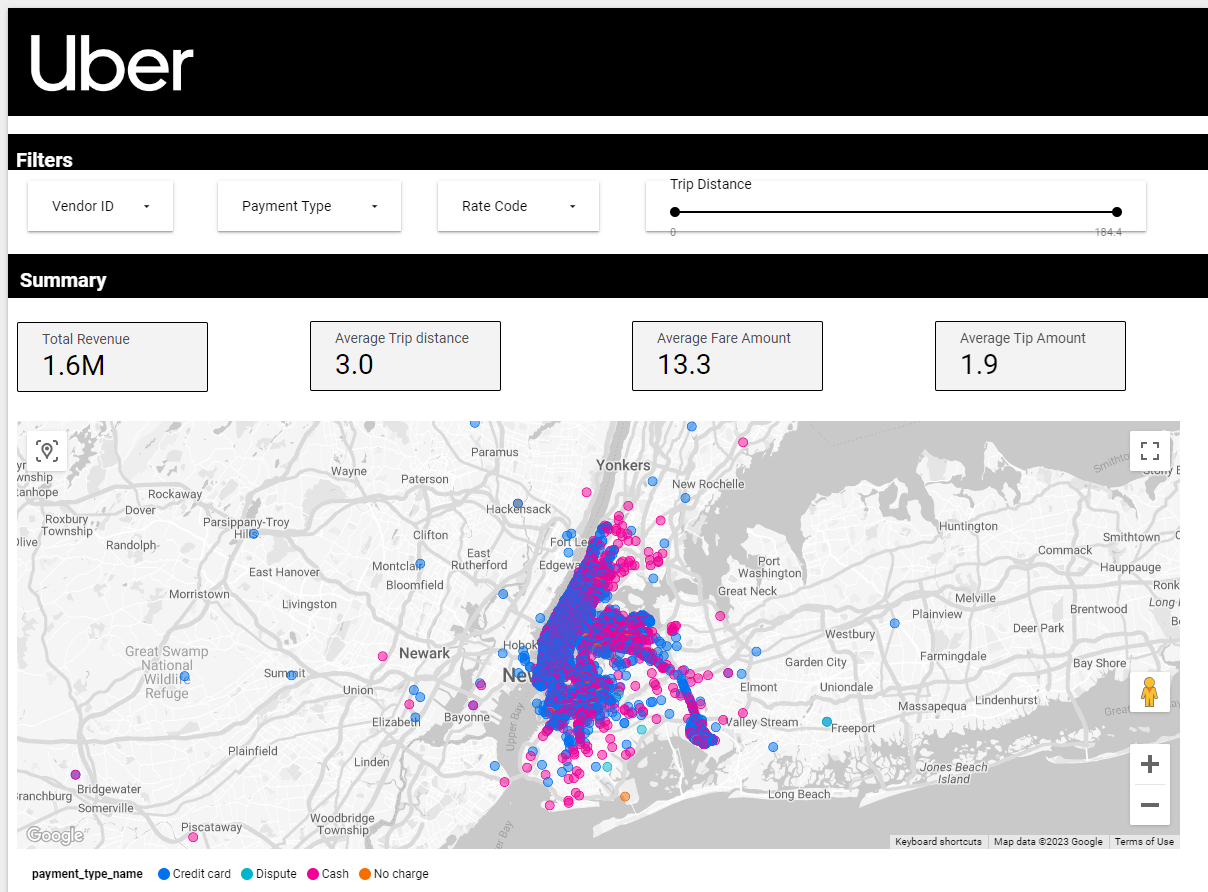 Uber
Filters
Vendor ID
Payment Type
Rate Code
Trip Distance
0
184.4
Summary
Total Revenue
1.6M
Average Trip distance
3.0
Average Fare Amount
13.3
Average Tip Amount
1.9
Paramus
Yonkers
Wayne
Paterson
New Rochelle
Rockaway
Dover
Hackensack
Roxbury
Township
Parsippany-Troy
Hills
Clifton
Huntington
Smithtown
Randolph
East
Rutherford
Commack
Port
Washington
Hauppauge
East Hanover
Montclair
Bloomfield
Great Neck
Morristown
Livingston
Melville
Plainview
Brentwood
Deer Park
Westbury
Great Swamp
National
Wildlife
Refuge
Newark
Garden City
Farmingdale
Bay Shore
Summit
Union
Elmont
Uniondale
Lindenhurst
Massapequa
Elizabeth
Bayonne
Upper Bay
Valley Stream
Freeport
Plainfield
Linden
Jones Beach
Island
Bridgewater
Somerville
Long Beach
Piscataway
Woodbridge
Township
Google
Keyboard shortcuts
Map data ©2023 Google
Terms of Use
payment_type_name
Credit card
Dispute
Cash
No charge